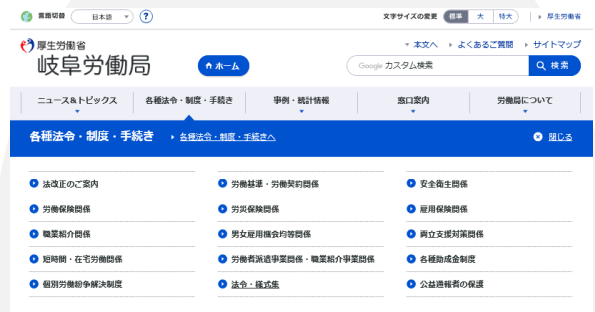 言語切替 日本語 ▼ ?
文字サイズの変更 標準 大 特大 厚生労働省
厚生労働省
岐阜労働局
ホーム
本文へ よくあるご質問 サイトマップ
Google カスタム検索 検索
ニュース&トピックス 各種法令・制度・手続き 事例・統計情報 窓口案内 労働局について
各種法令・制度・手続き 各種法令・制度・手続きへ 閉じる
法改正のご案内 労働基準・労働契約関係 安全衛生関係
労働保険関係 労災保険関係 雇用保険関係
職業紹介関係 男女雇用機会均等関係 両立支援対策関係
短時間・在宅労働関係 労働者派遣事業関係・職業紹介事業関係 各種助成金制度
個別労働紛争解決制度 法令・様式集 公益通報者の保護